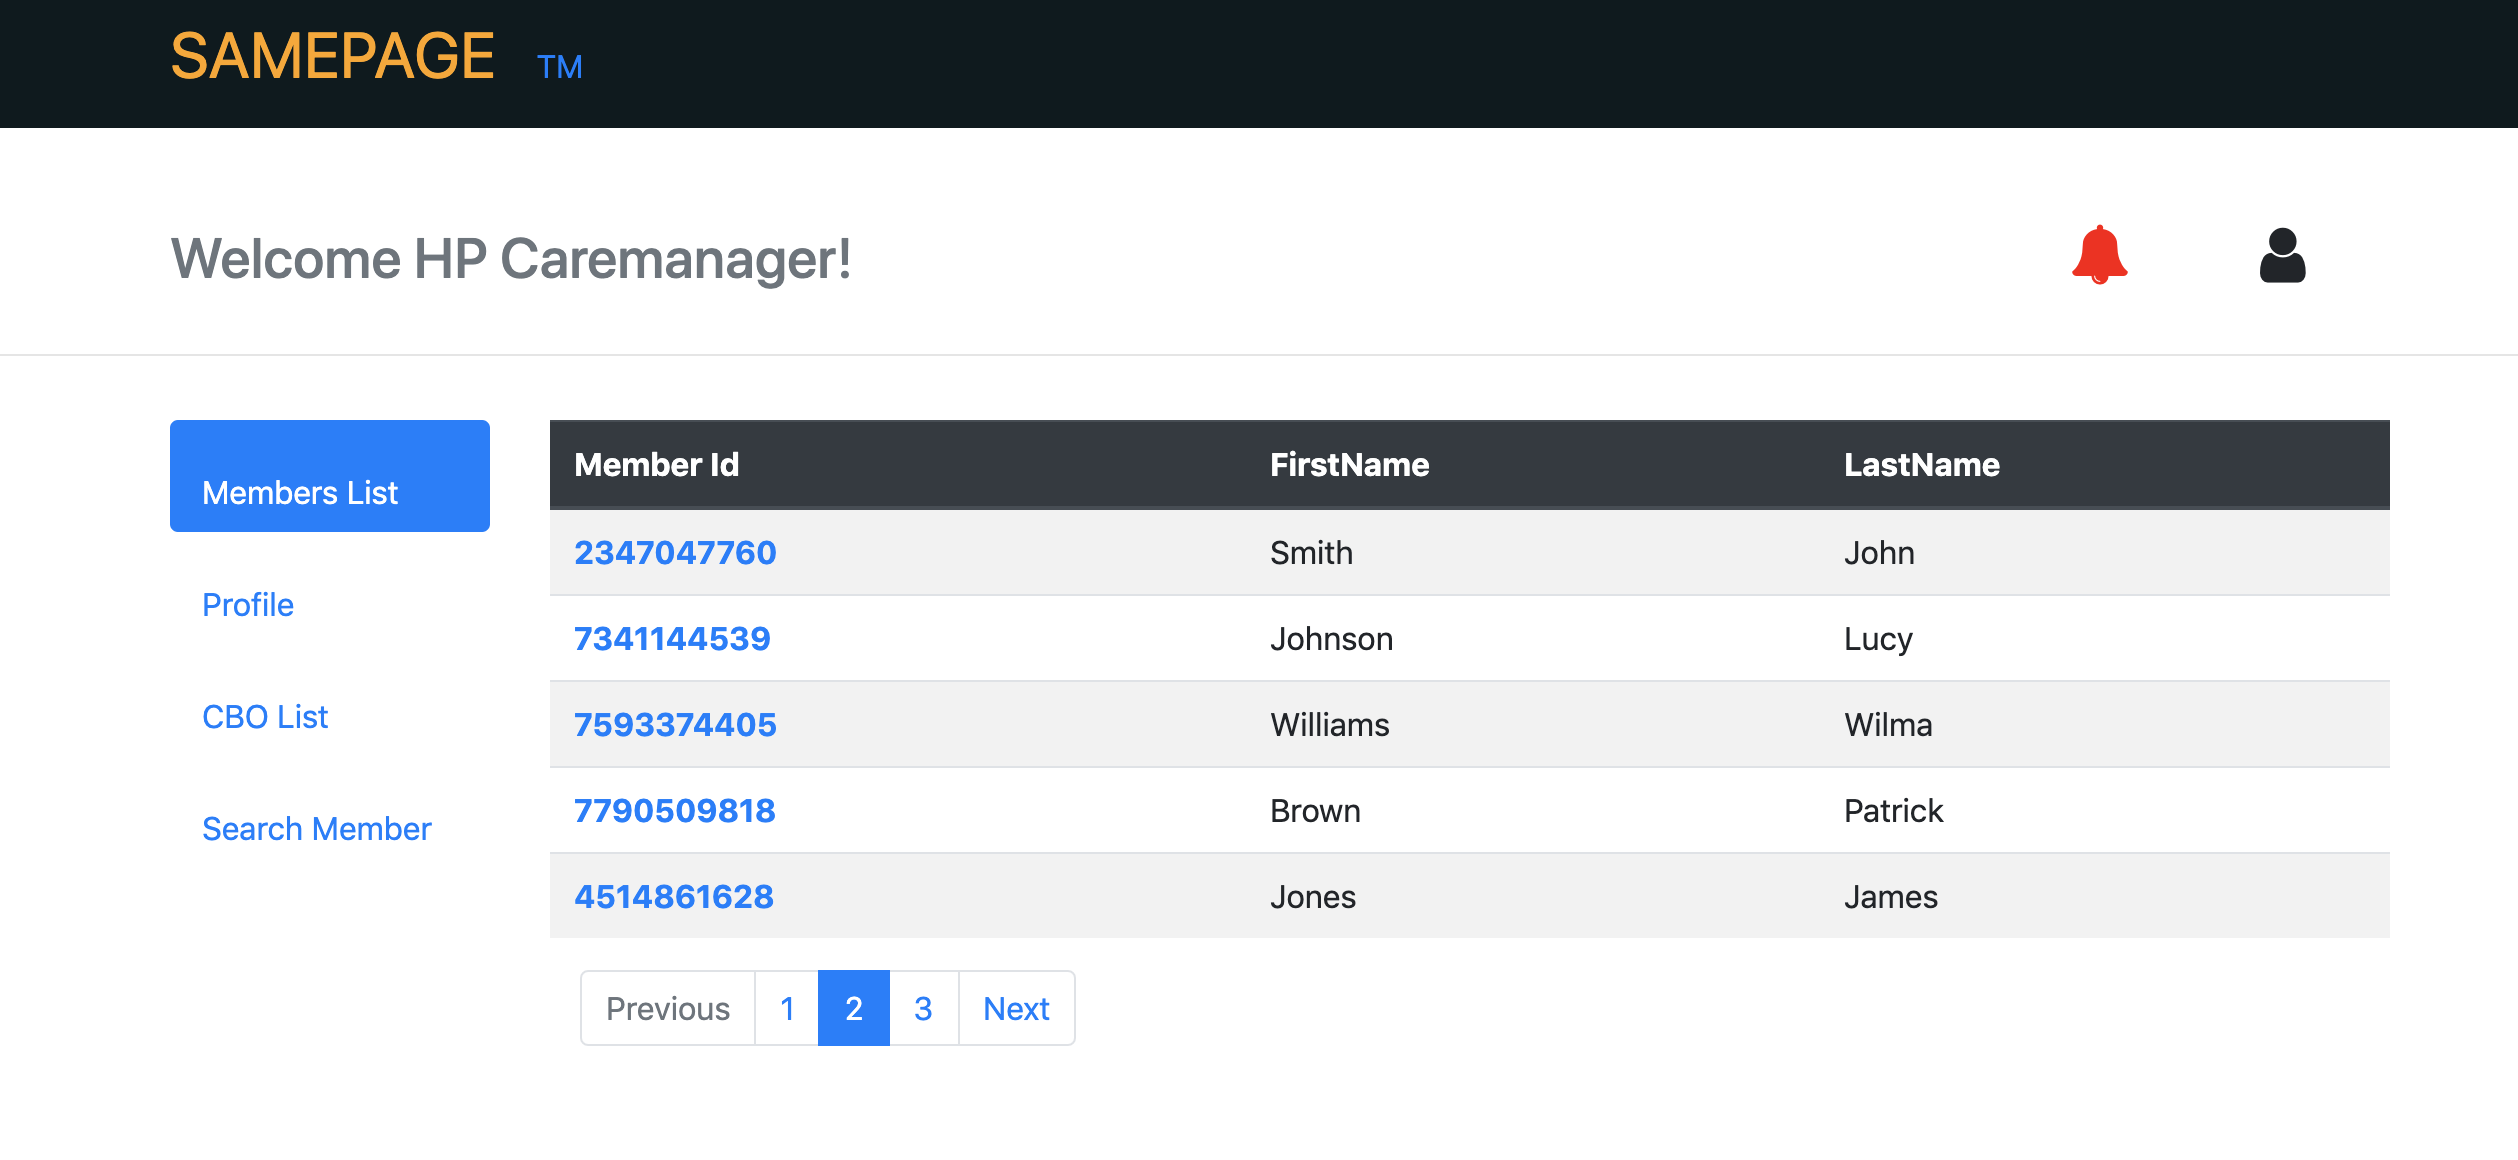 SAMEPAGE TM
Welcome HP Caremanager!
Members List
Profile
CBO List
Search Member
Member Id FirstName LastName
2347047760 Smith John
7341144539 Johnson Lucy
7593374405 Williams Wilma
7790509818 Brown Patrick
4514861628 Jones James
Previous 1 2 3 Next